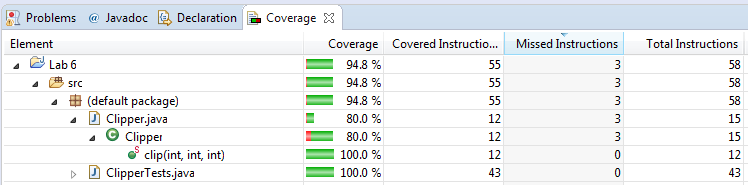 Problems @ Javadoc Declaration Coverage
Element Coverage Covered Instructio... Missed Instructions Total Instructions
Lab 6 94.8 % 55 3 58
src 94.8 % 55 3 58
(default package) 94.8 % 55 3 58
Clipper.java 80.0 % 12 3 15
Clipper 80.0 % 12 3 15
clip(int, int, int) 100.0 % 12 0 12
ClipperTests.java 100.0 % 43 0 43